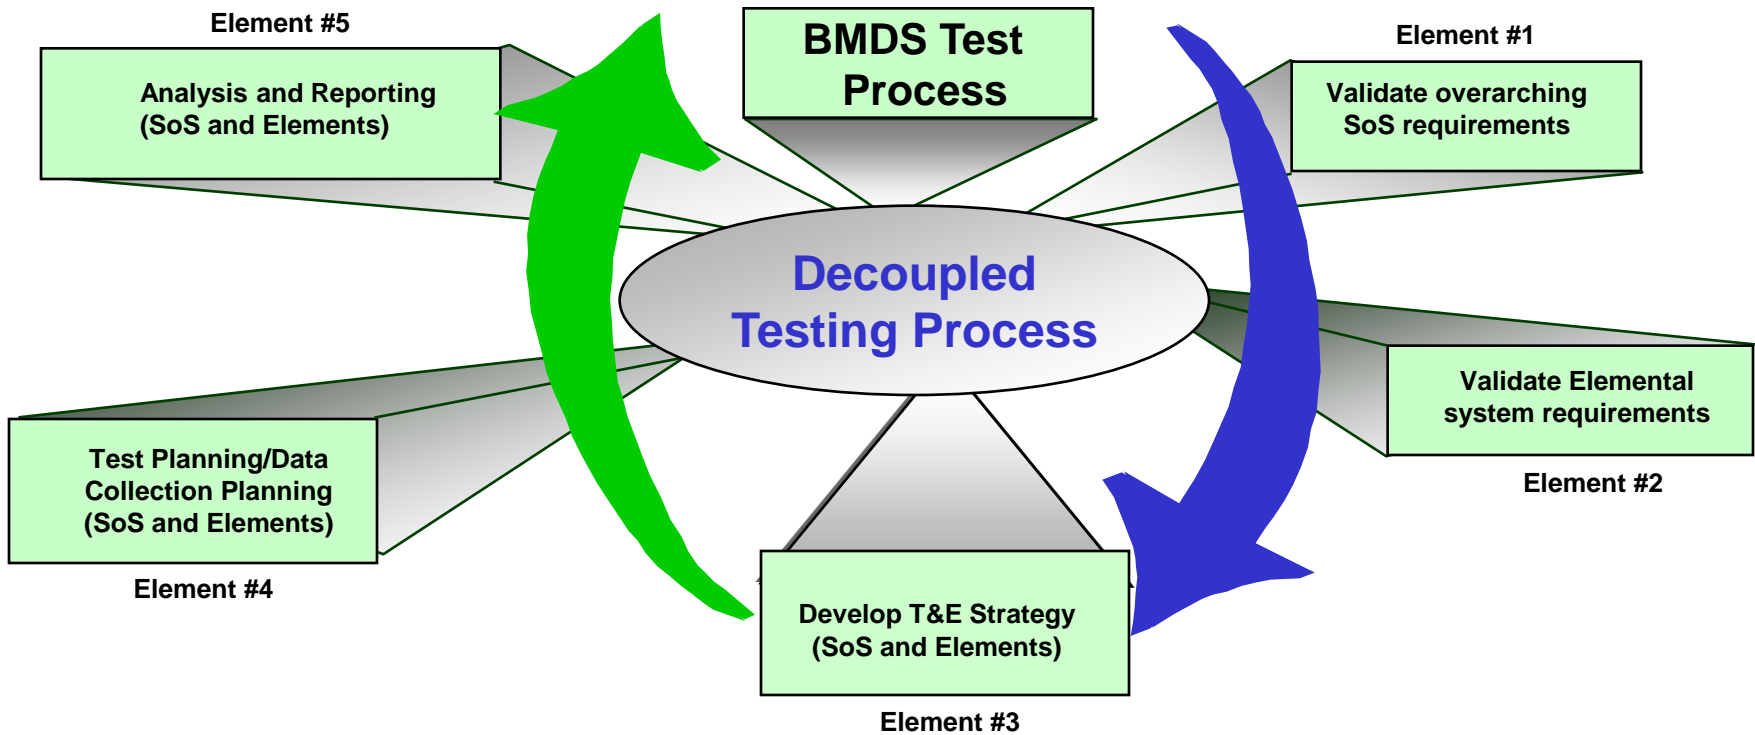 BMDS Test
Process
Element #1
Validate overarching
SoS requirements
Validate Elemental
system requirements
Element #2
Develop T&E Strategy
(SoS and Elements)
Element #3
Test Planning/Data
Collection Planning
(SoS and Elements)
Element #4
Element #5
Analysis and Reporting
(SoS and Elements)
Decoupled
Testing Process